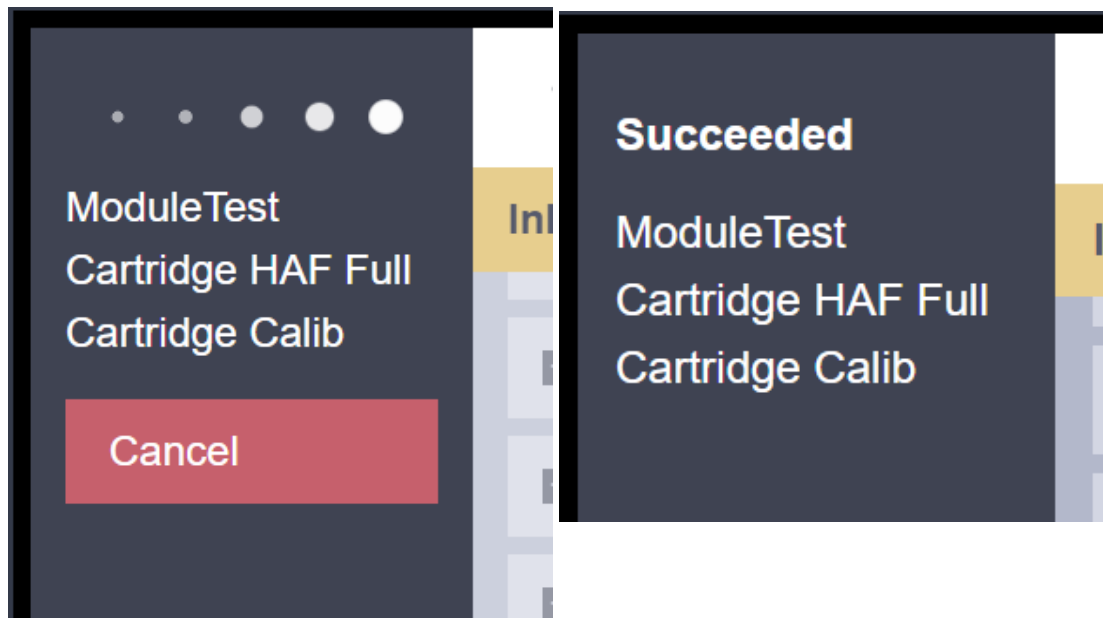 ModuleTest
Cartridge HAF Full
Cartridge Calib
Cancel
Succeeded
ModuleTest
Cartridge HAF Full
Cartridge Calib